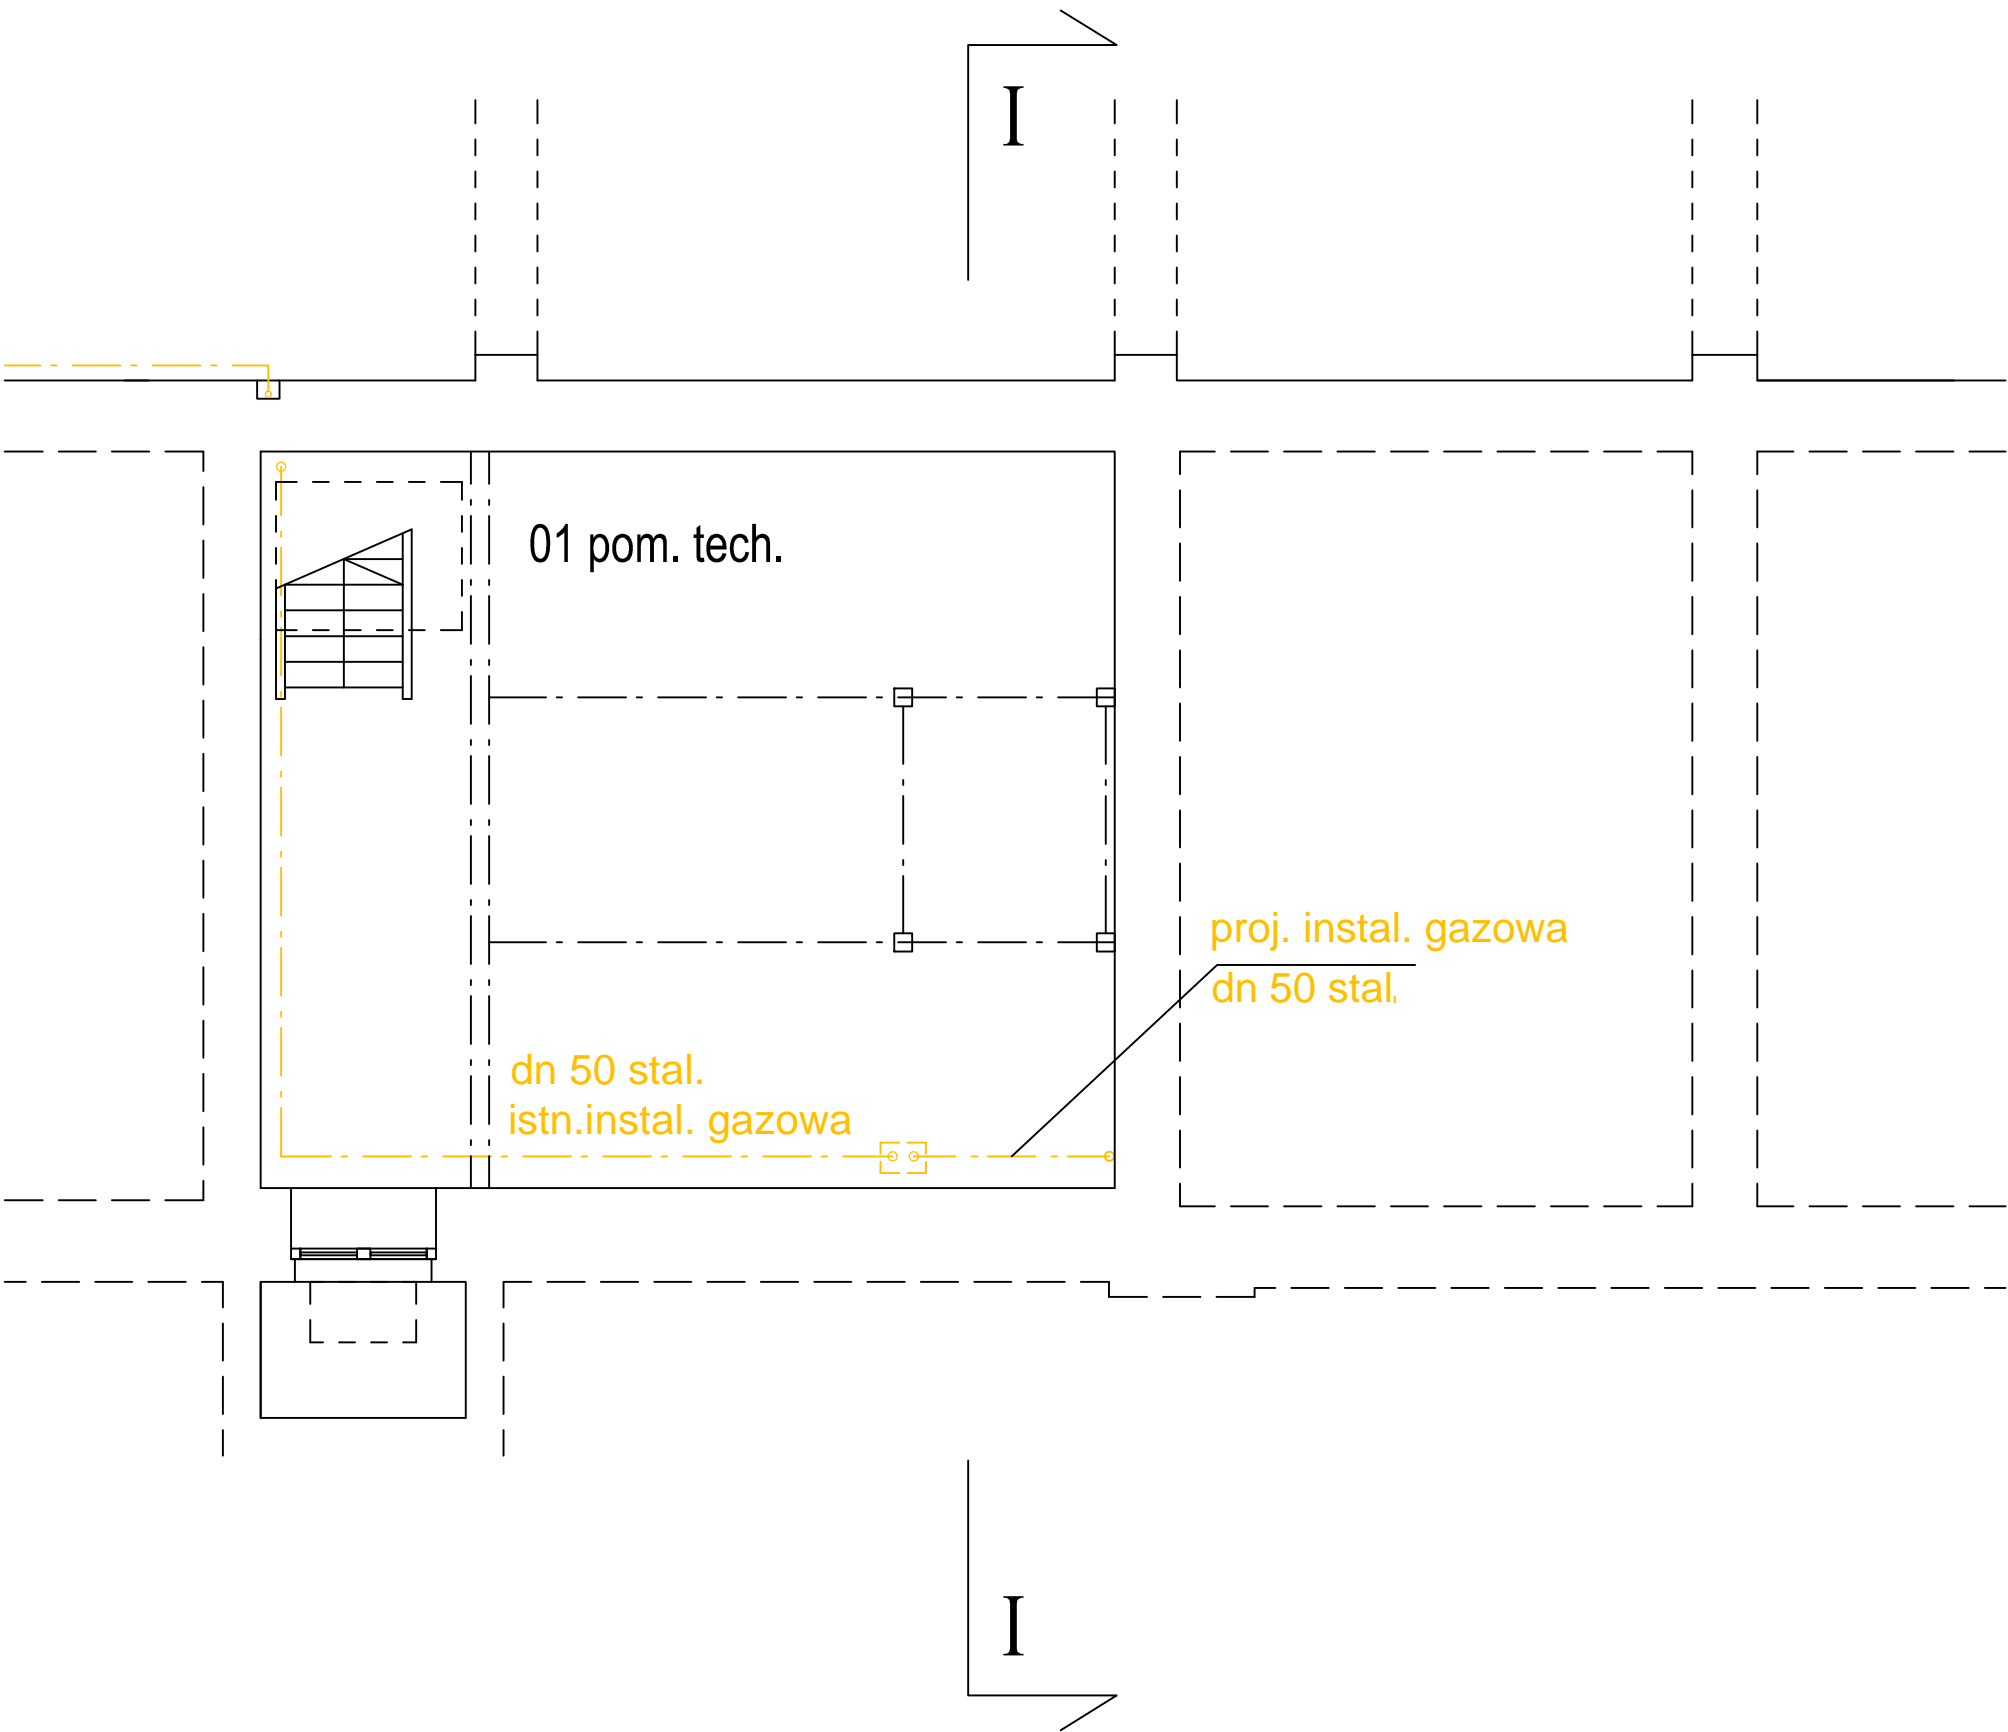 I
01 pom. tech.
proj. instal. gazowa
dn 50 stal.
dn 50 stal.
istn.instal. gazowa
I